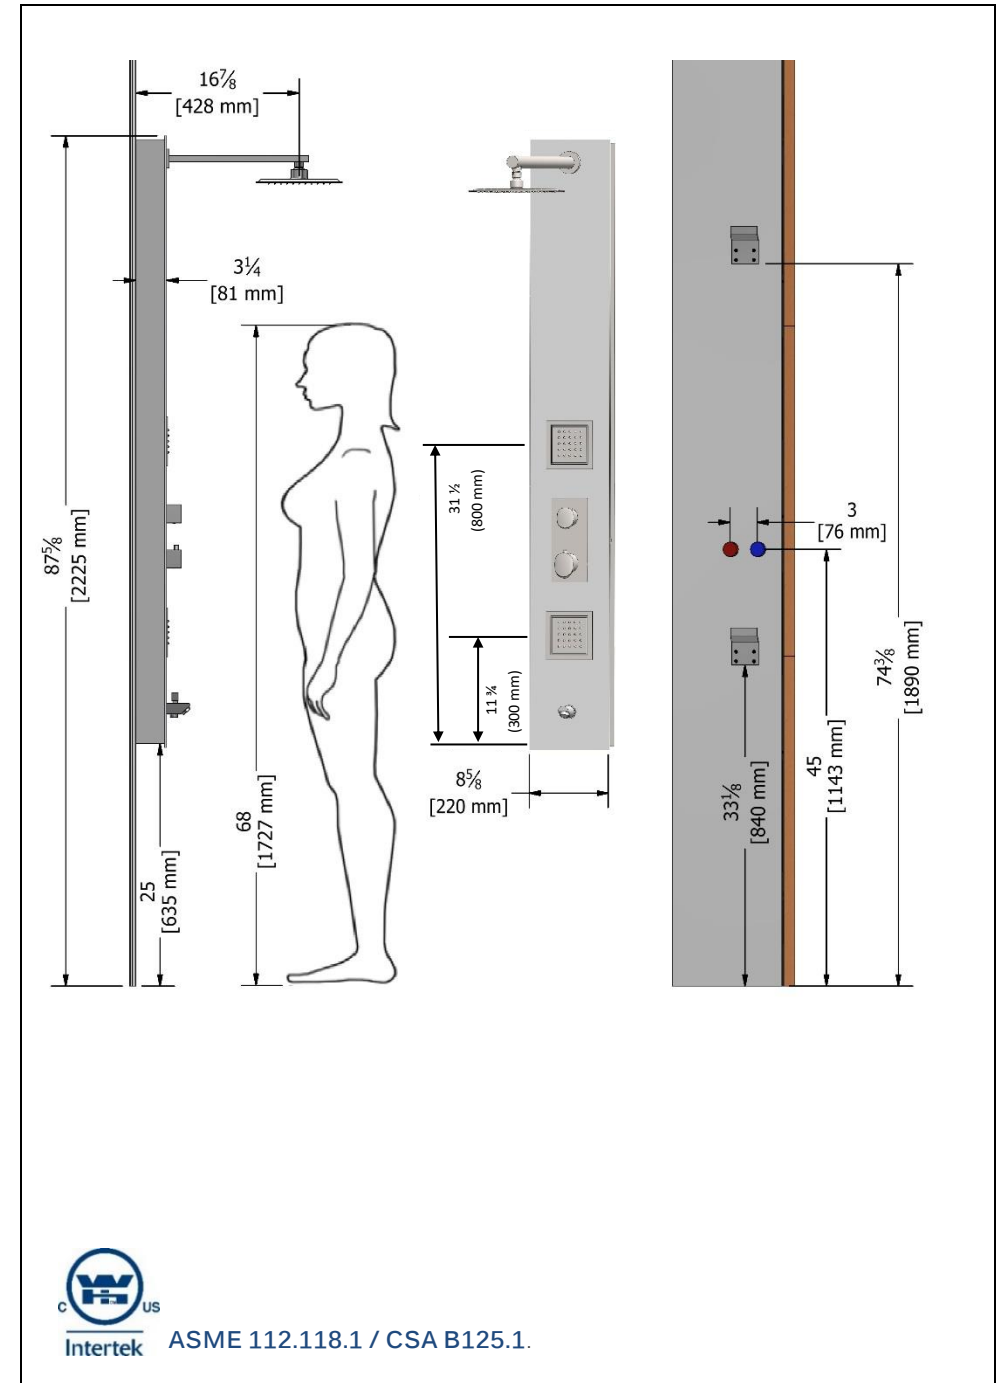 16⅞
[428 mm]
3¼
[81 mm]
87⅝
[2225 mm]
68
[1727 mm]
25
[635 mm]
31 ½
(800 mm)
11 ¾
(300 mm)
8⅝
[220 mm]
3
[76 mm]
74⅜
[1890 mm]
45
[1143 mm]
33⅛
[840 mm]
C US
Intertek
ASME 112.118.1 / CSA B125.1.